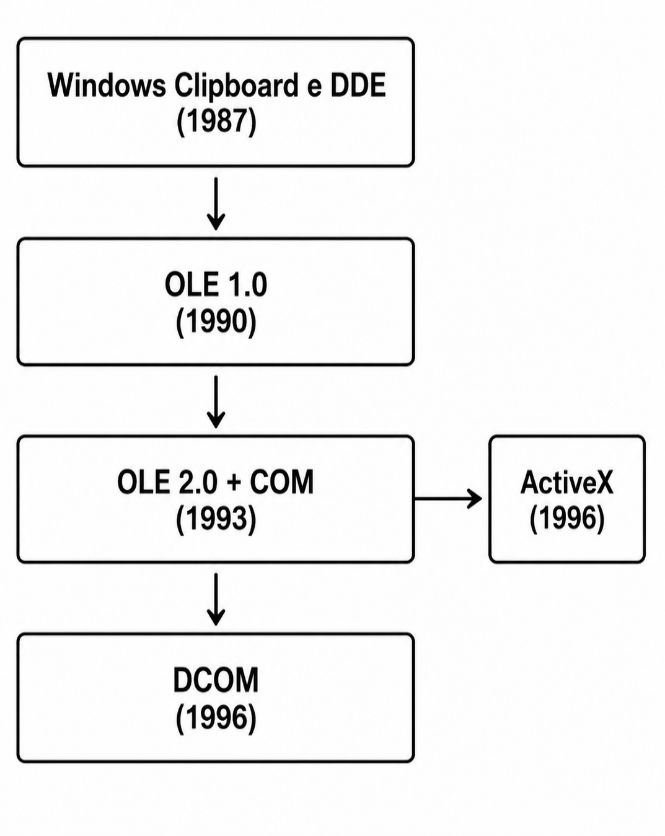 Windows Clipboard e DDE
(1987)
OLE 1.0
(1990)
OLE 2.0 + COM
(1993)
ActiveX
(1996)
DCOM
(1996)